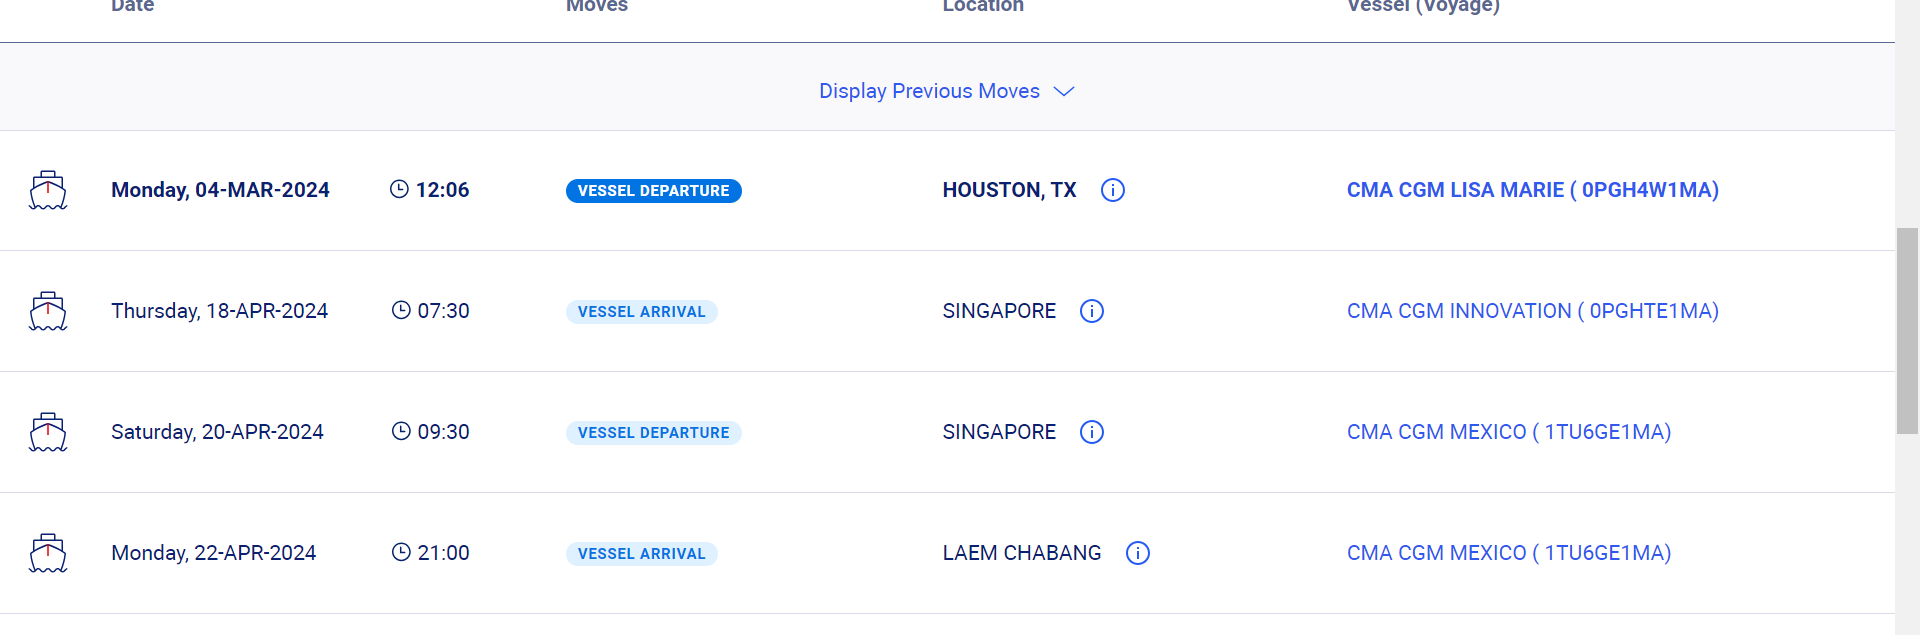 Date Moves Location Vessel (Voyage)
Display Previous Moves
Monday, 04-MAR-2024 12:06 VESSEL DEPARTURE HOUSTON, TX CMA CGM LISA MARIE ( 0PGH4W1MA)
Thursday, 18-APR-2024 07:30 VESSEL ARRIVAL SINGAPORE CMA CGM INNOVATION ( 0PGHTE1MA)
Saturday, 20-APR-2024 09:30 VESSEL DEPARTURE SINGAPORE CMA CGM MEXICO ( 1TU6GE1MA)
Monday, 22-APR-2024 21:00 VESSEL ARRIVAL LAEM CHABANG CMA CGM MEXICO ( 1TU6GE1MA)